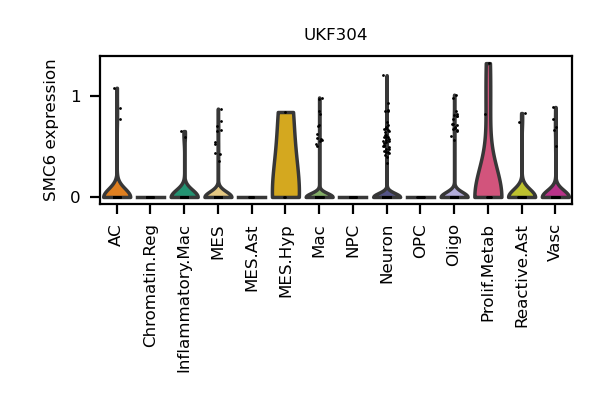 UKF304
SMC6 expression
1
0
AC
Chromatin.Reg
Inflammatory.Mac
MES
MES.Ast
MES.Hyp
Mac
NPC
Neuron
OPC
Oligo
Prolif.Metab
Reactive.Ast
Vasc